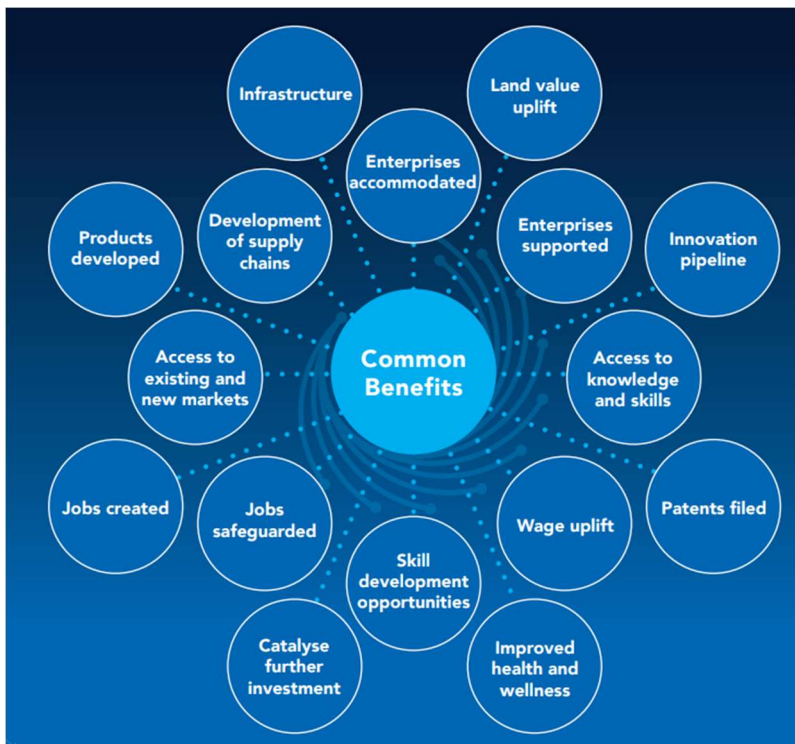 Infrastructure
Land value
uplift
Enterprises
accommodated
Products
developed
Development
of supply
chains
Enterprises
supported
Innovation
pipeline
Access to
existing and
new markets
Common
Benefits
Access to
knowledge
and skills
Jobs created
Jobs
safeguarded
Skill
development
opportunities
Wage uplift
Patents filed
Catalyse
further
investment
Improved
health and
wellness